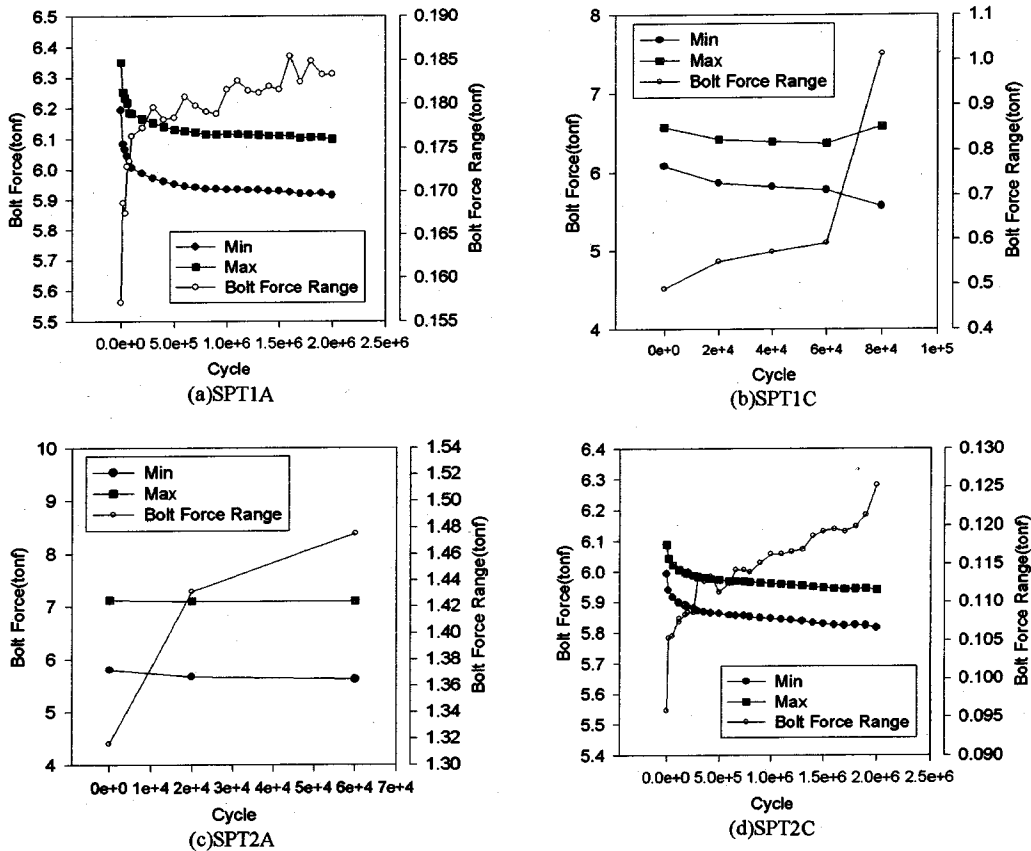 6.5
6.4
6.3
6.2
6.1
6.0
5.9
5.8
5.7
5.6
5.5
Bolt Force(tonf)
0.190
0.185
0.180
0.175
0.170
0.165
0.160
0.155
Bolt Force Range(tonf)
Min
Max
Bolt Force Range
0.0e+0 5.0e+5 1.0e+6 1.5e+6 2.0e+6 2.5e+6
Cycle
(a)SPT1A
8
7
6
5
4
Bolt Force(tonf)
1.1
1.0
0.9
0.8
0.7
0.6
0.5
0.4
Bolt Force Range(tonf)
Min
Max
Bolt Force Range
0e+0 2e+4 4e+4 6e+4 8e+4 1e+5
Cycle
(b)SPT1C
10
9
8
7
6
5
4
Bolt Force(tonf)
1.54
1.52
1.50
1.48
1.46
1.44
1.42
1.40
1.38
1.36
1.34
1.32
1.30
Bolt Force Range(tonf)
Min
Max
Bolt Force Range
0e+0 1e+4 2e+4 3e+4 4e+4 5e+4 6e+4 7e+4
Cycle
(c)SPT2A
6.4
6.3
6.2
6.1
6.0
5.9
5.8
5.7
5.6
5.5
5.4
Bolt Force(tonf)
0.130
0.125
0.120
0.115
0.110
0.105
0.100
0.095
0.090
Bolt Force Range(tonf)
Min
Max
Bolt Force Range
0.0e+0 5.0e+5 1.0e+6 1.5e+6 2.0e+6 2.5e+6
Cycle
(d)SPT2C